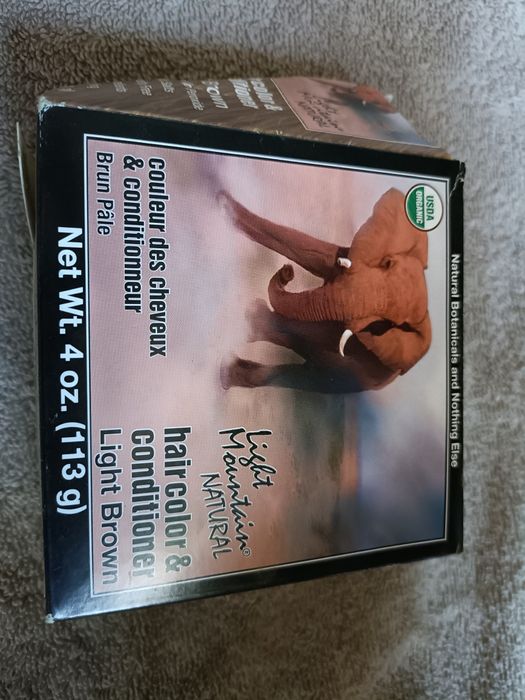 Natural Botanicals and Nothing Else
USDA
ORGANIC
Light
Mountain®
NATURAL
hair color &
conditioner
Light Brown
couleur des cheveux
& conditionneur
Brun Pâle
Net Wt. 4 oz. (113 g)